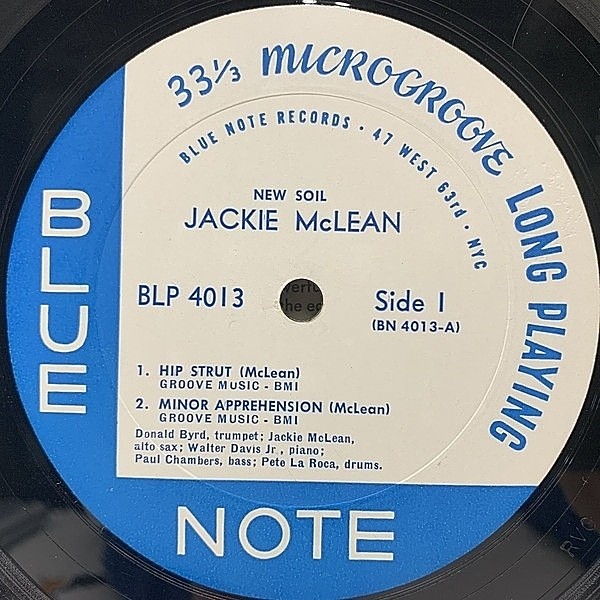 33⅓ MICROGROOVE LONG PLAYING
BLUE NOTE RECORDS · 47 WEST 63rd · NYC
NEW SOIL
JACKIE McLEAN
BLP 4013
Side 1
(BN 4013-A)
the
1. HIP STRUT (McLean)
GROOVE MUSIC - BMI
2. MINOR APPREHENSION (McLean)
GROOVE MUSIC - BMI
Donald Byrd, trumpet; Jackie McLean,
alto sax; Walter Davis Jr., piano;
Paul Chambers, bass; Pete La Roca, drums.
BLUE
NOTE